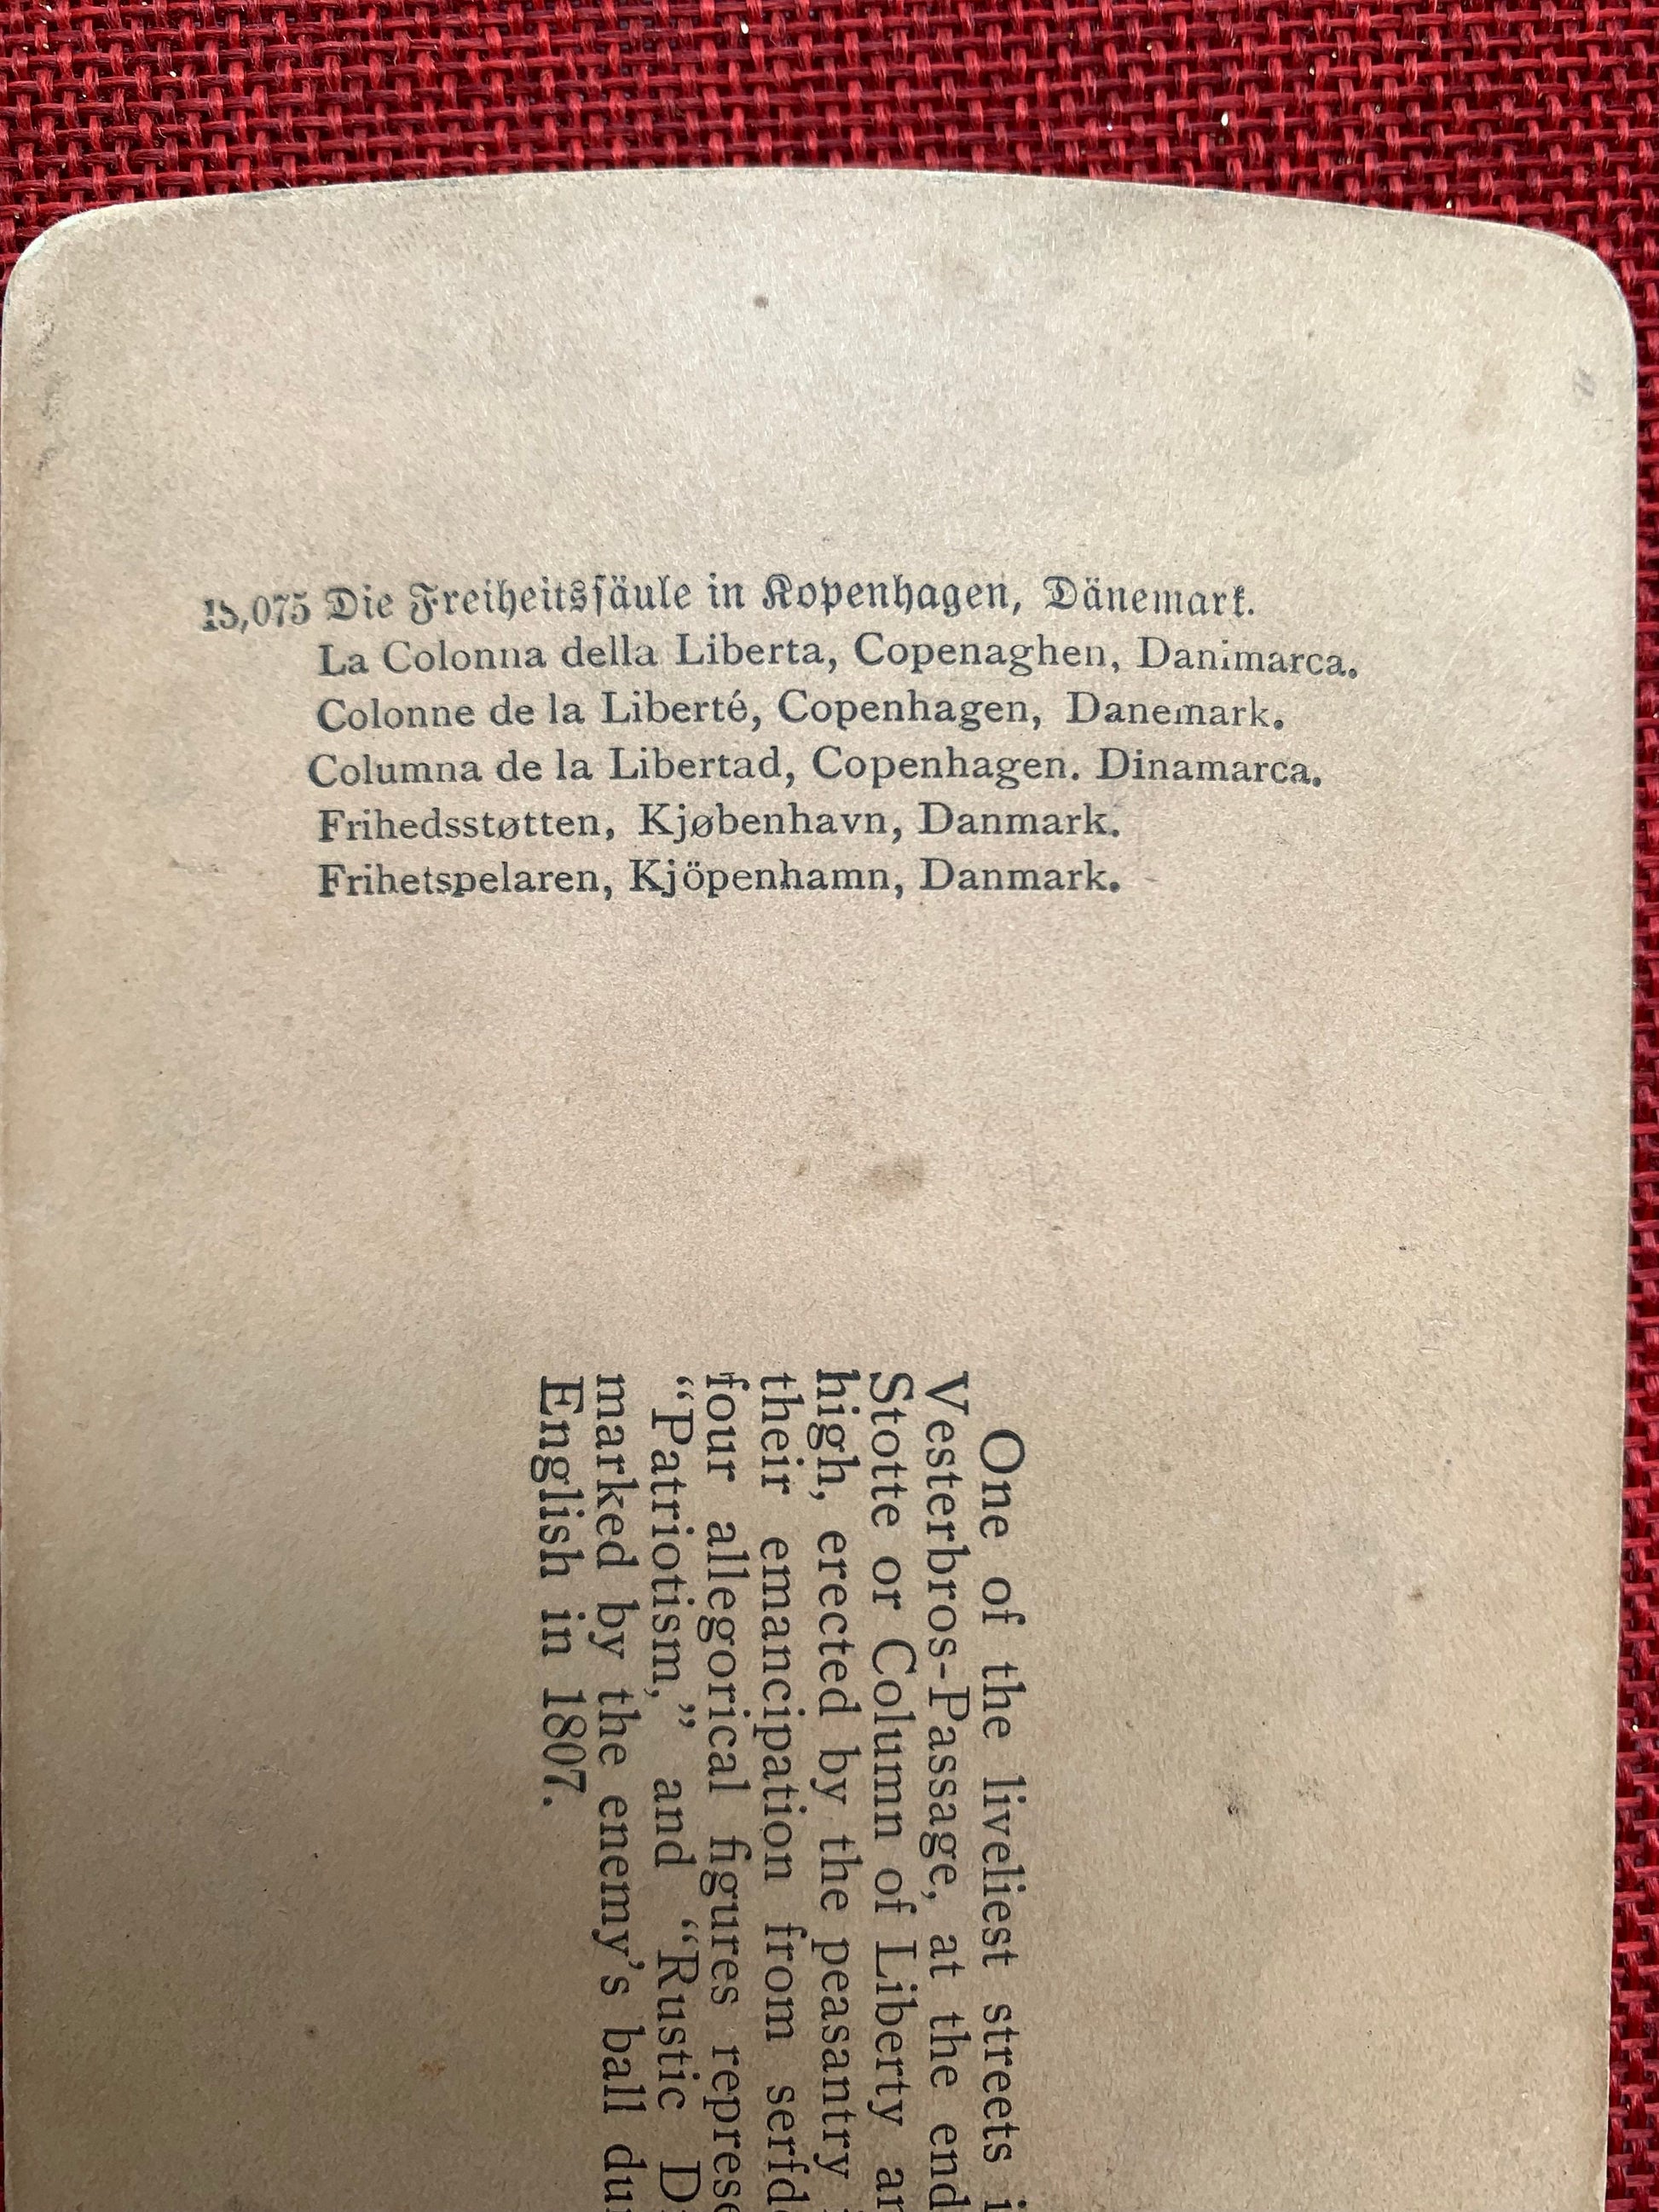 15,075 Die Freiheitssäule in Kopenhagen, Dänemark.
La Colonna della Liberta, Copenaghen, Danimarca.
Colonne de la Liberté, Copenhagen, Danemark.
Columna de la Libertad, Copenhagen. Dinamarca.
Frihedsstøtten, Kjøbenhavn, Danmark.
Frihetspelaren, Kjöpenhamn, Danmark.
One of the liveliest streets
Vesterbros-Passage, at the end
Stotte or Column of Liberty
high, erected by the peasantry
their emancipation from
four allegorical figures
“Patriotism,” and “Rustic
marked by the enemy's ball
English in 1807.